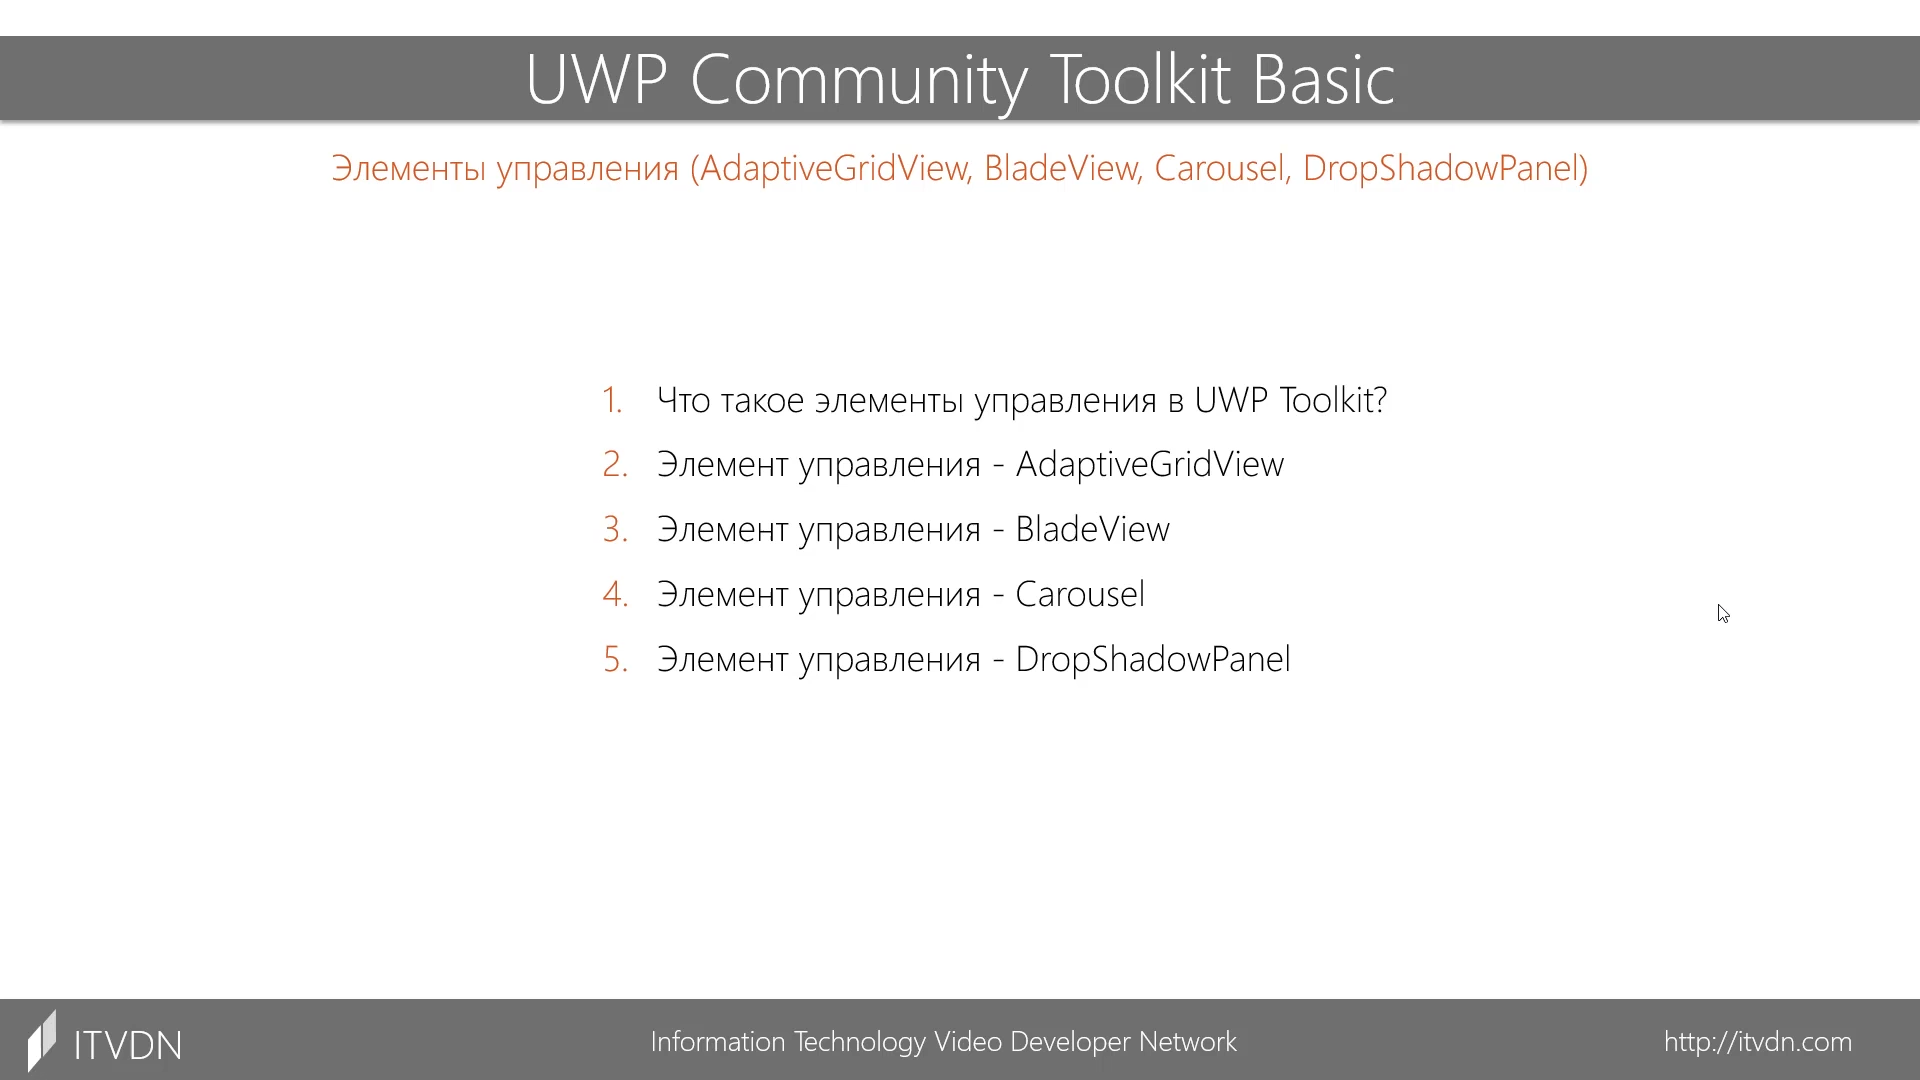 UWP Community Toolkit Basic
Элементы управления (AdaptiveGridView, BladeView, Carousel, DropShadowPanel)
1. Что такое элементы управления в UWP Toolkit?
2. Элемент управления - AdaptiveGridView
3. Элемент управления - BladeView
4. Элемент управления - Carousel
5. Элемент управления - DropShadowPanel
ITVDN
Information Technology Video Developer Network
http://itvdn.com